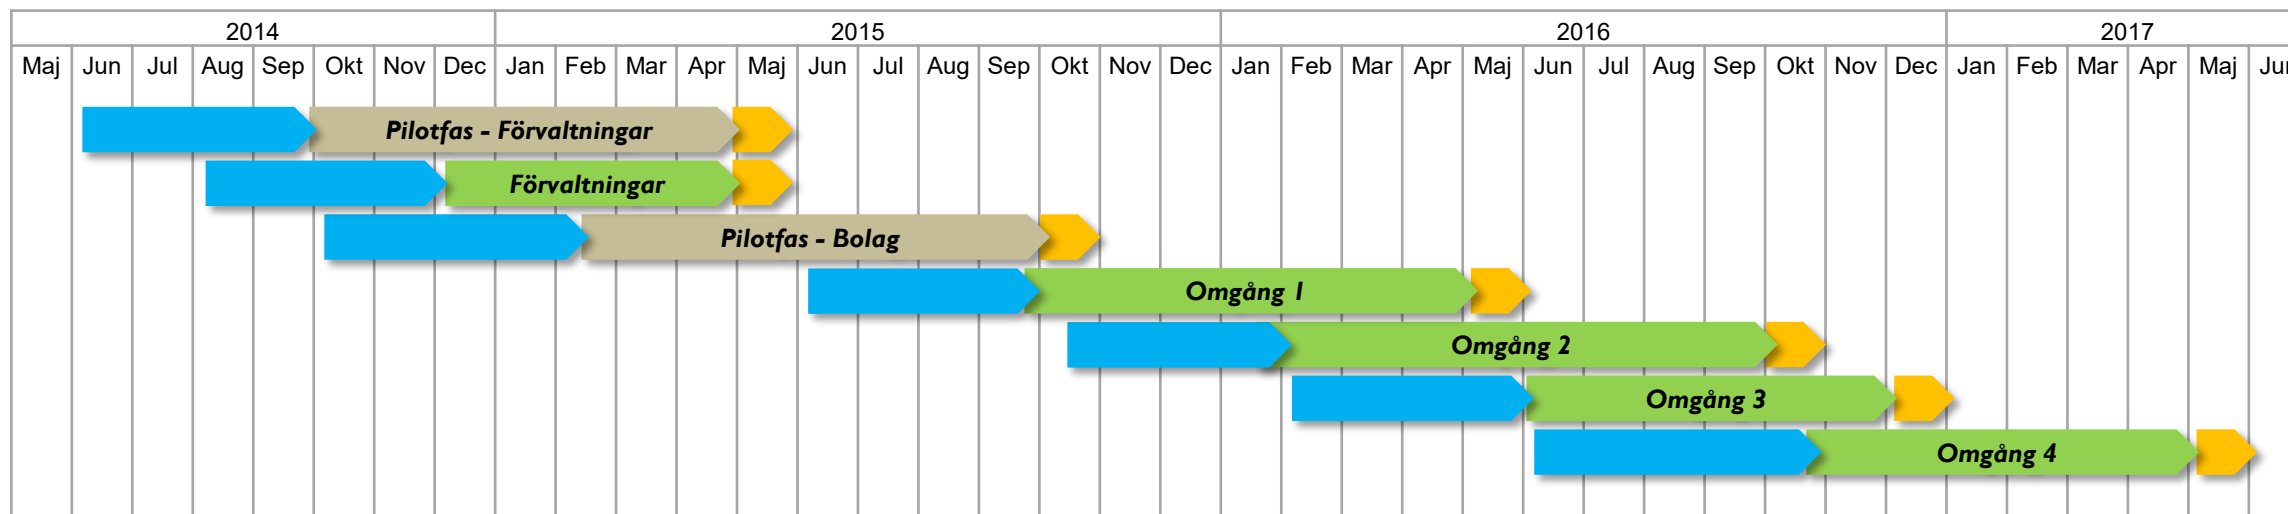 2014 2015 2016 2017
Maj Jun Jul Aug Sep Okt Nov Dec Jan Feb Mar Apr Maj Jun Jul Aug Sep Okt Nov Dec Jan Feb Mar Apr Maj Jun Jul Aug Sep Okt Nov Dec Jan Feb Mar Apr Maj Jun
Pilotfas - Förvaltningar
Förvaltningar
Pilotfas - Bolag
Omgång 1
Omgång 2
Omgång 3
Omgång 4